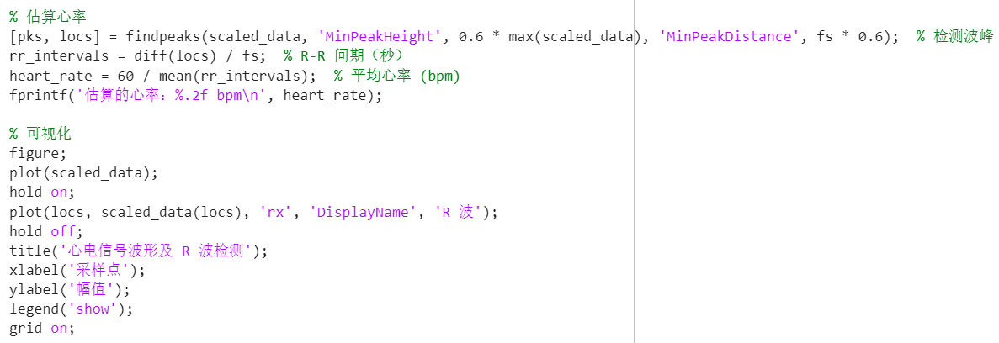 % 估算心率
[pks, locs] = findpeaks(scaled_data, 'MinPeakHeight', 0.6 * max(scaled_data), 'MinPeakDistance', fs * 0.6);  % 检测波峰
rr_intervals = diff(locs) / fs;  % R-R 间期（秒）
heart_rate = 60 / mean(rr_intervals);  % 平均心率 (bpm)
fprintf('估算的心率: %.2f bpm\n', heart_rate);

% 可视化
figure;
plot(scaled_data);
hold on;
plot(locs, scaled_data(locs), 'rx', 'DisplayName', 'R 波');
hold off;
title('心电信号波形及 R 波检测');
xlabel('采样点');
ylabel('幅值');
legend('show');
grid on;